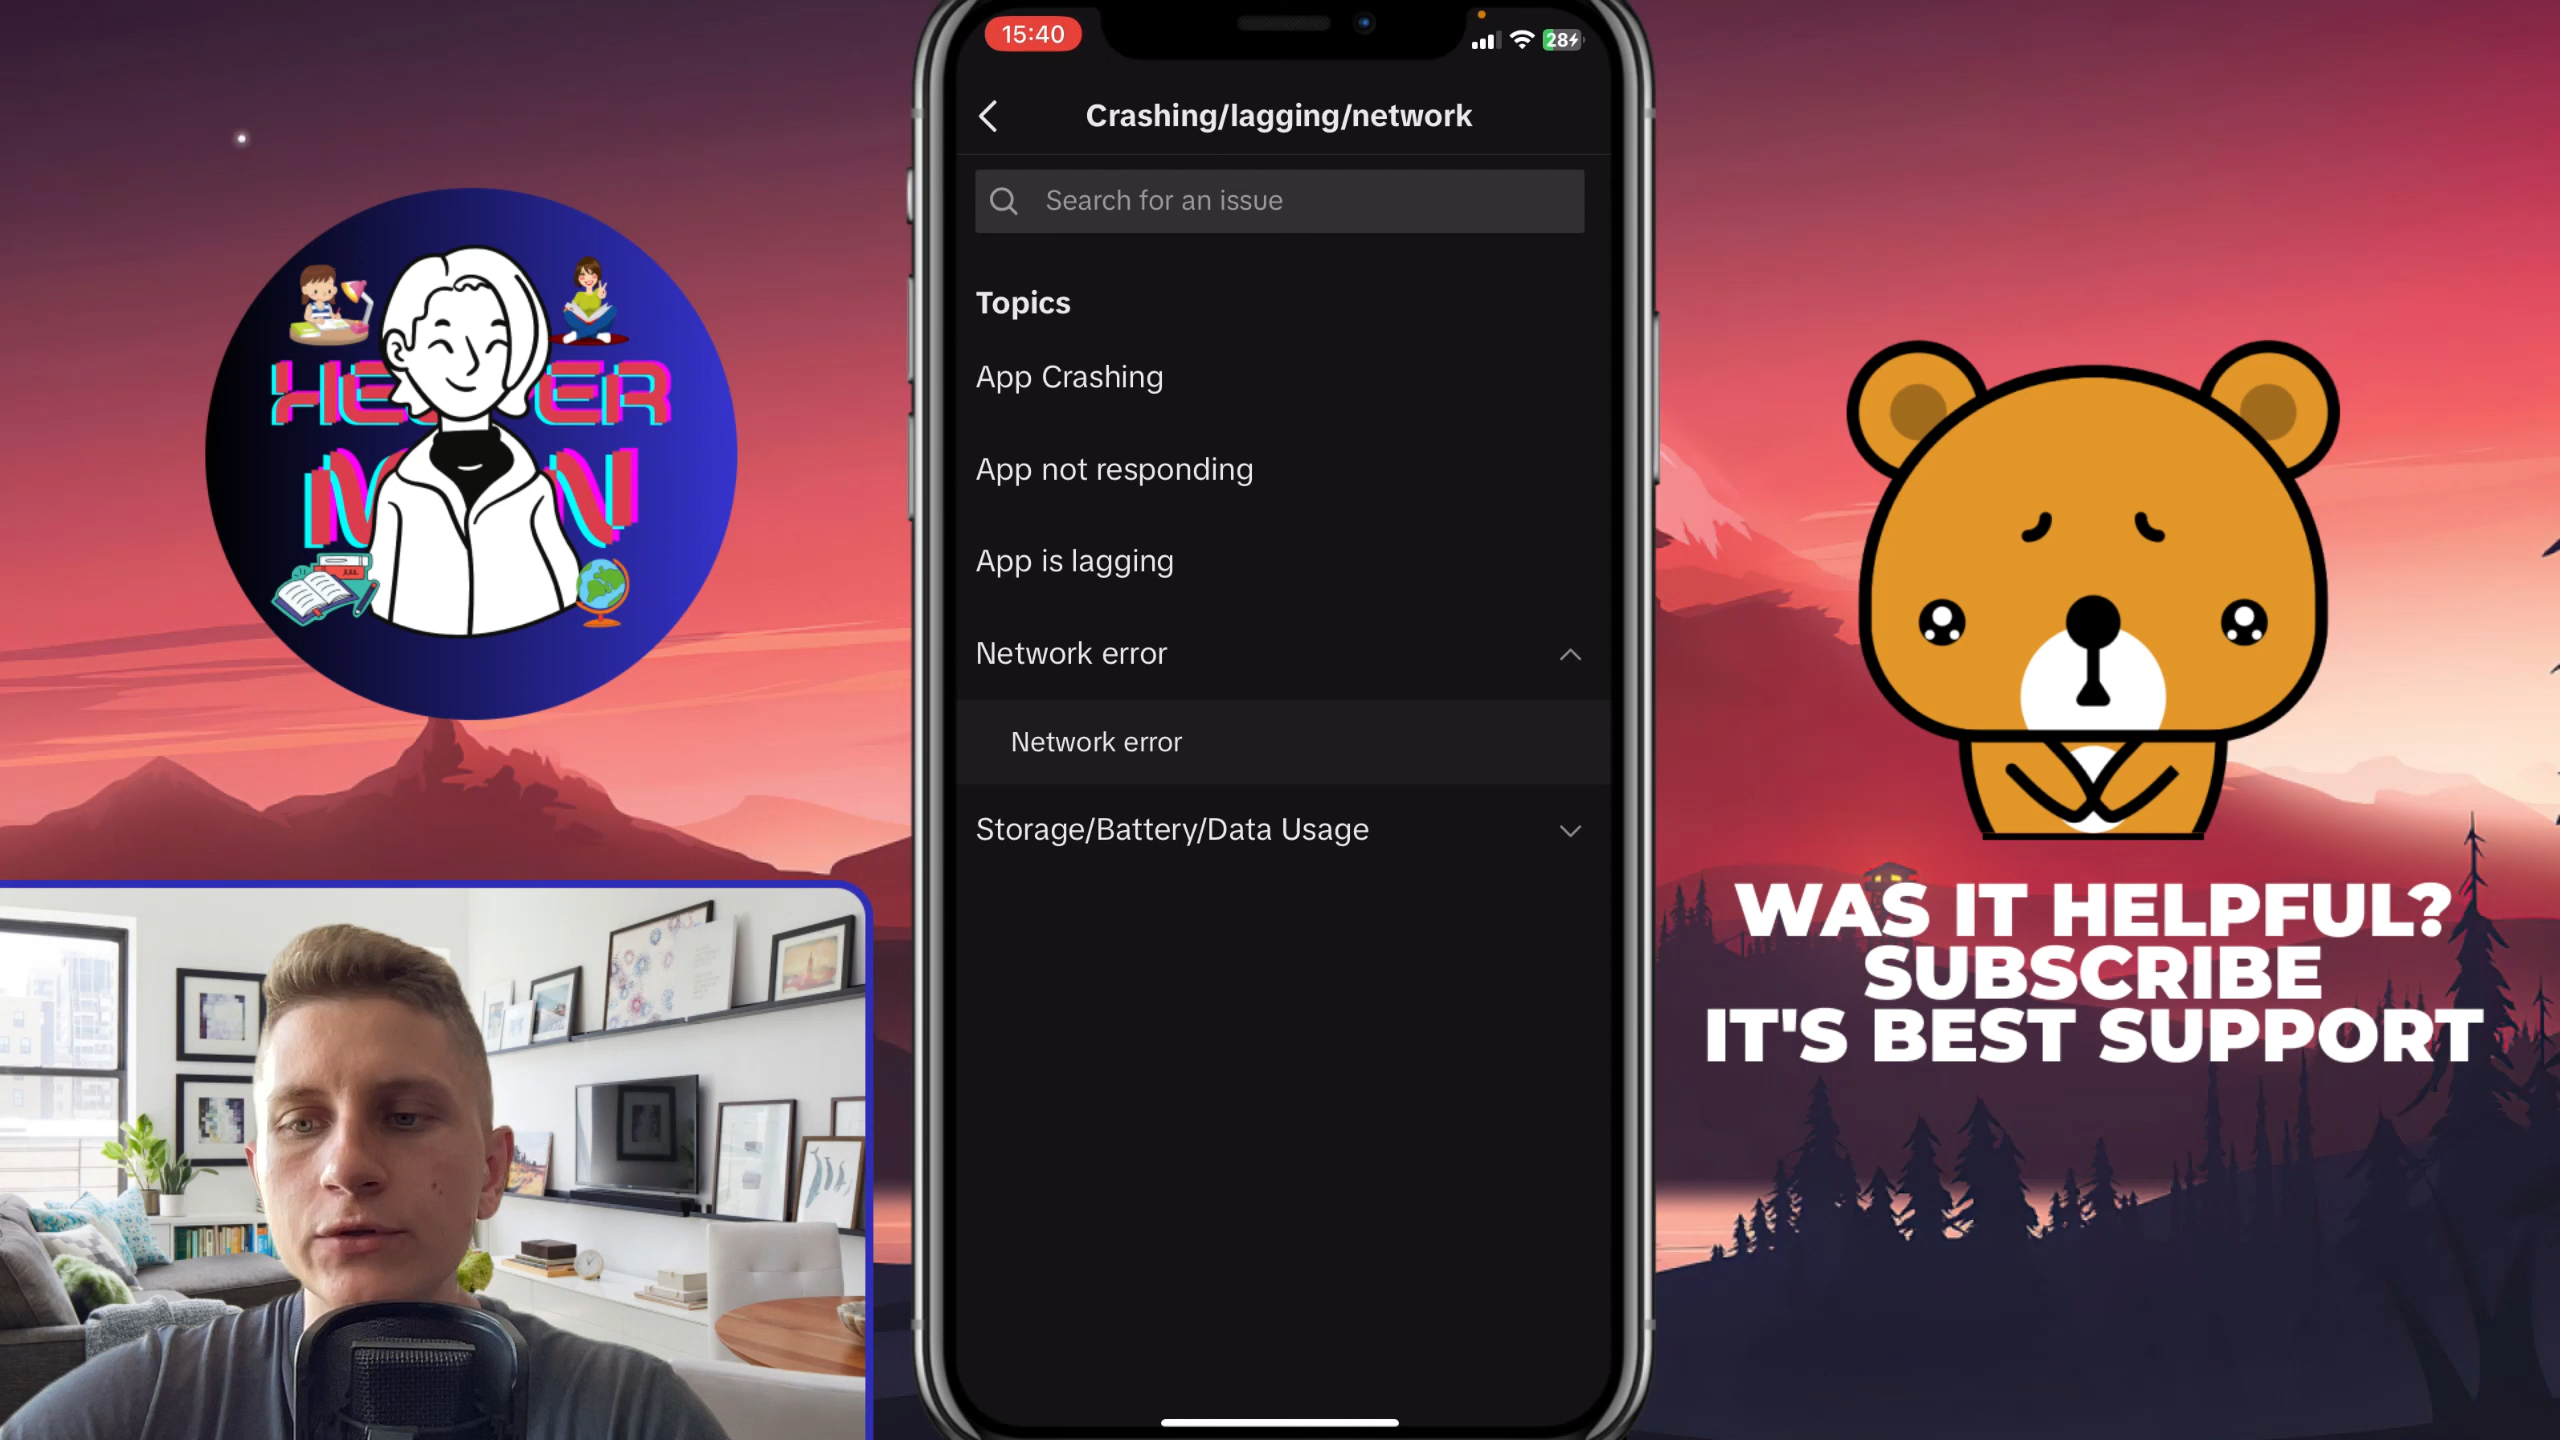 15:40
28
Crashing/lagging/network
Search for an issue
Topics
App Crashing
App not responding
App is lagging
Network error
Network error
Storage/Battery/Data Usage
WAS IT HELPFUL?
SUBSCRIBE
IT'S BEST SUPPORT